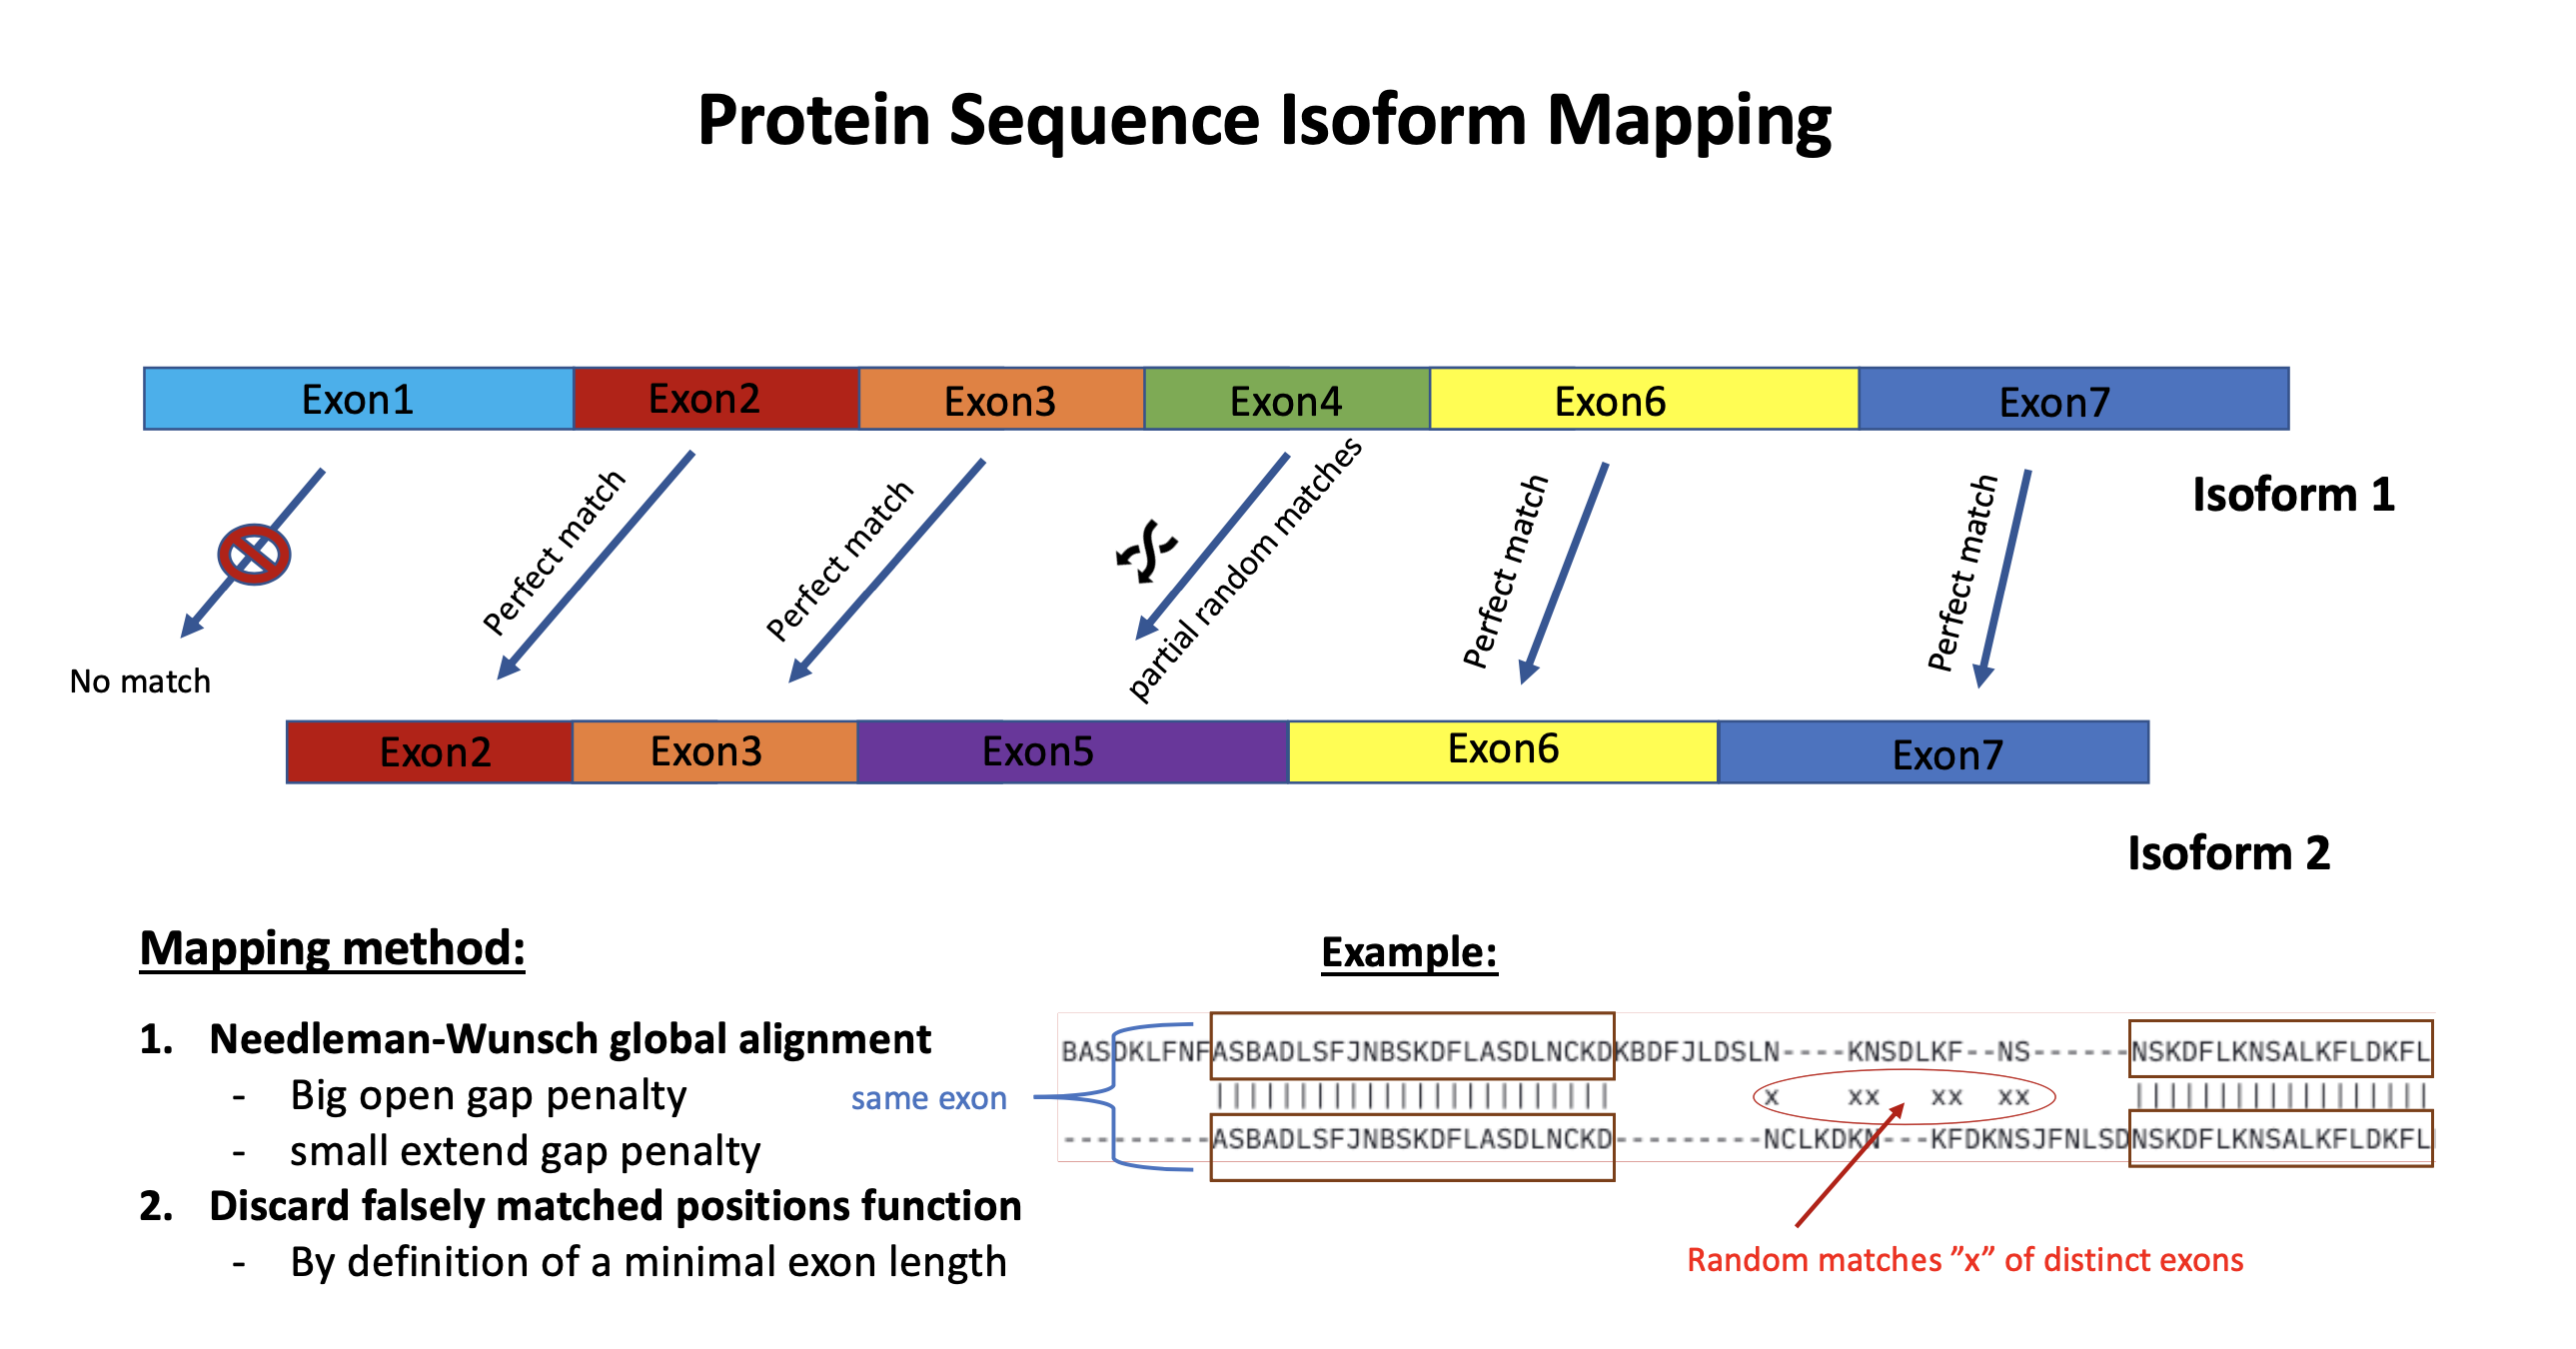 Protein Sequence Isoform Mapping
Exon1 Exon2 Exon3 Exon4 Exon6 Exon7
Isoform 1
No match
Perfect match
Perfect match
partial random matches
Perfect match
Perfect match
Exon2 Exon3 Exon5 Exon6 Exon7
Isoform 2
Mapping method:
1. Needleman-Wunsch global alignment
- Big open gap penalty
- small extend gap penalty
2. Discard falsely matched positions function
- By definition of a minimal exon length
Example:
same exon
BASDKLFNFASBADLSFJNBSKDFLASDLNCKDKBDFJLDSLN----KNSDLKF--NS------NSKDFLKNSALKFLDKFL
|||||||||||||||||||||||| x xx xx xx ||||||||||||||||||
---------ASBADLSFJNBSKDFLASDLNCKD---------NCLKDKN---KFDKNSJFNLSDNSKDFLKNSALKFLDKFL
Random matches ”x” of distinct exons